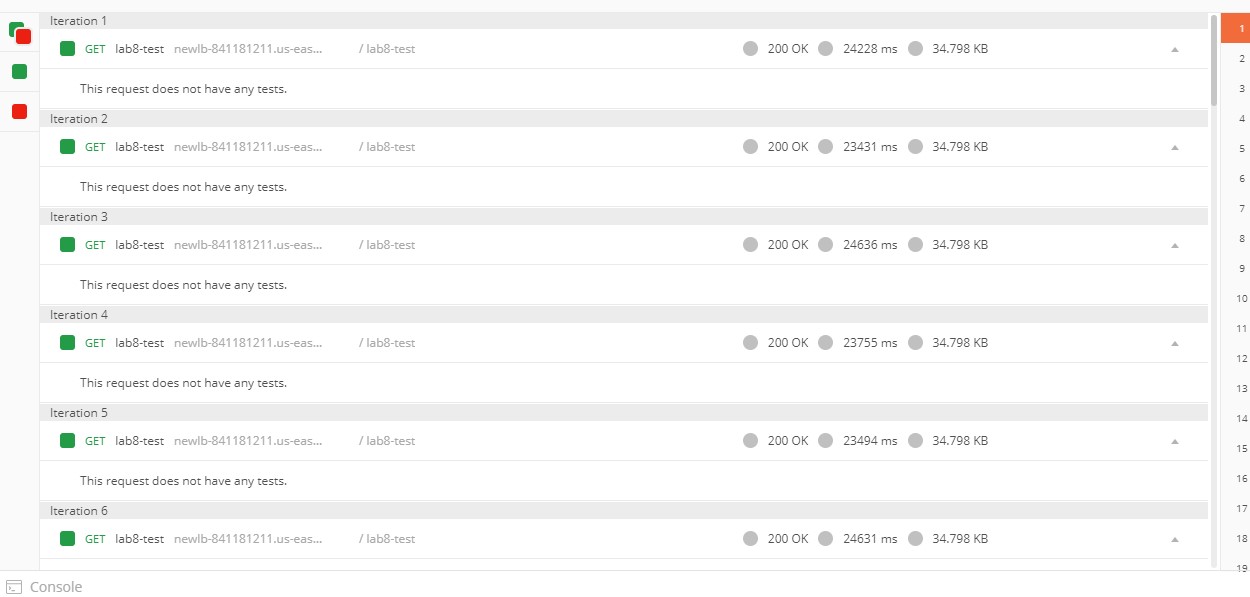 Iteration 1
GET lab8-test newlb-841181211.us-eas... / lab8-test 200 OK 24228 ms 34.798 KB
This request does not have any tests.
Iteration 2
GET lab8-test newlb-841181211.us-eas... / lab8-test 200 OK 23431 ms 34.798 KB
This request does not have any tests.
Iteration 3
GET lab8-test newlb-841181211.us-eas... / lab8-test 200 OK 24636 ms 34.798 KB
This request does not have any tests.
Iteration 4
GET lab8-test newlb-841181211.us-eas... / lab8-test 200 OK 23755 ms 34.798 KB
This request does not have any tests.
Iteration 5
GET lab8-test newlb-841181211.us-eas... / lab8-test 200 OK 23494 ms 34.798 KB
This request does not have any tests.
Iteration 6
GET lab8-test newlb-841181211.us-eas... / lab8-test 200 OK 24631 ms 34.798 KB
1
2
3
4
5
6
7
8
9
10
11
12
13
14
15
16
17
18
19
Console